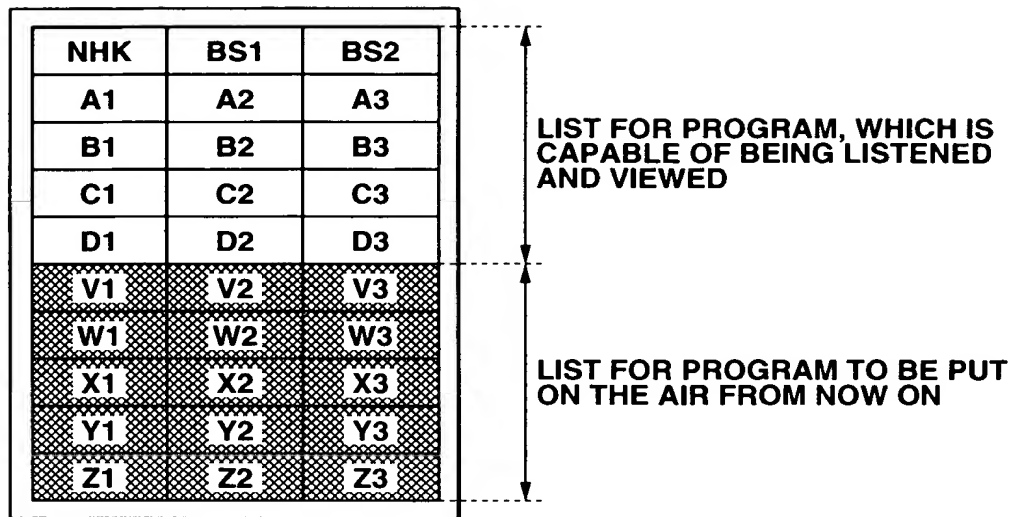 NHK BS1 BS2
A1 A2 A3
B1 B2 B3
C1 C2 C3
D1 D2 D3
V1 V2 V3
W1 W2 W3
X1 X2 X3
Y1 Y2 Y3
Z1 Z2 Z3
LIST FOR PROGRAM, WHICH IS
CAPABLE OF BEING LISTENED
AND VIEWED
LIST FOR PROGRAM TO BE PUT
ON THE AIR FROM NOW ON